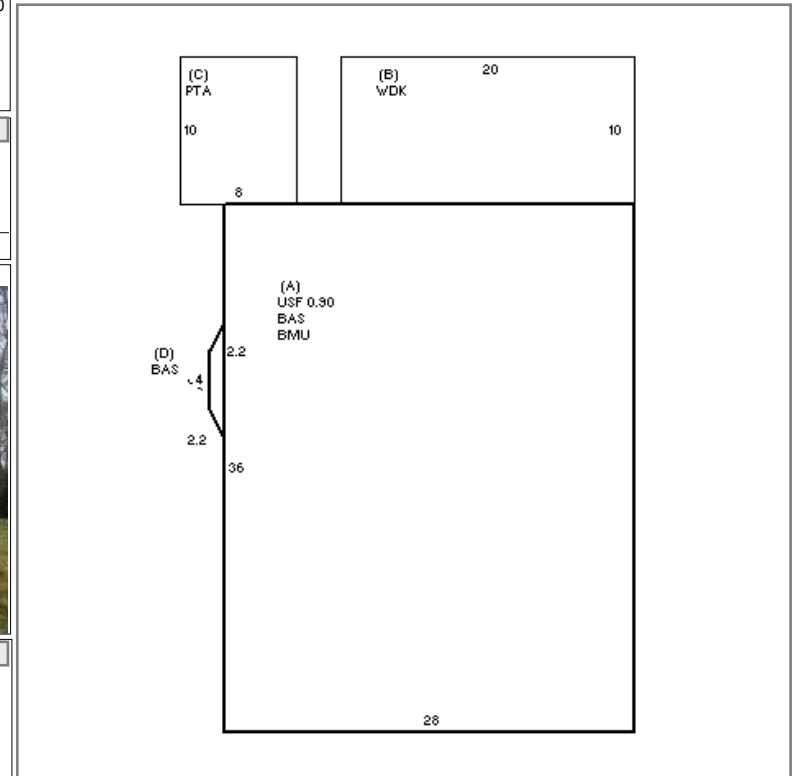 (C)
PTA
10
8
(B)
WDK
20
10
(A)
USF 0.90
BAS
BMU
(D)
BAS
4
2.2
2.2
36
28